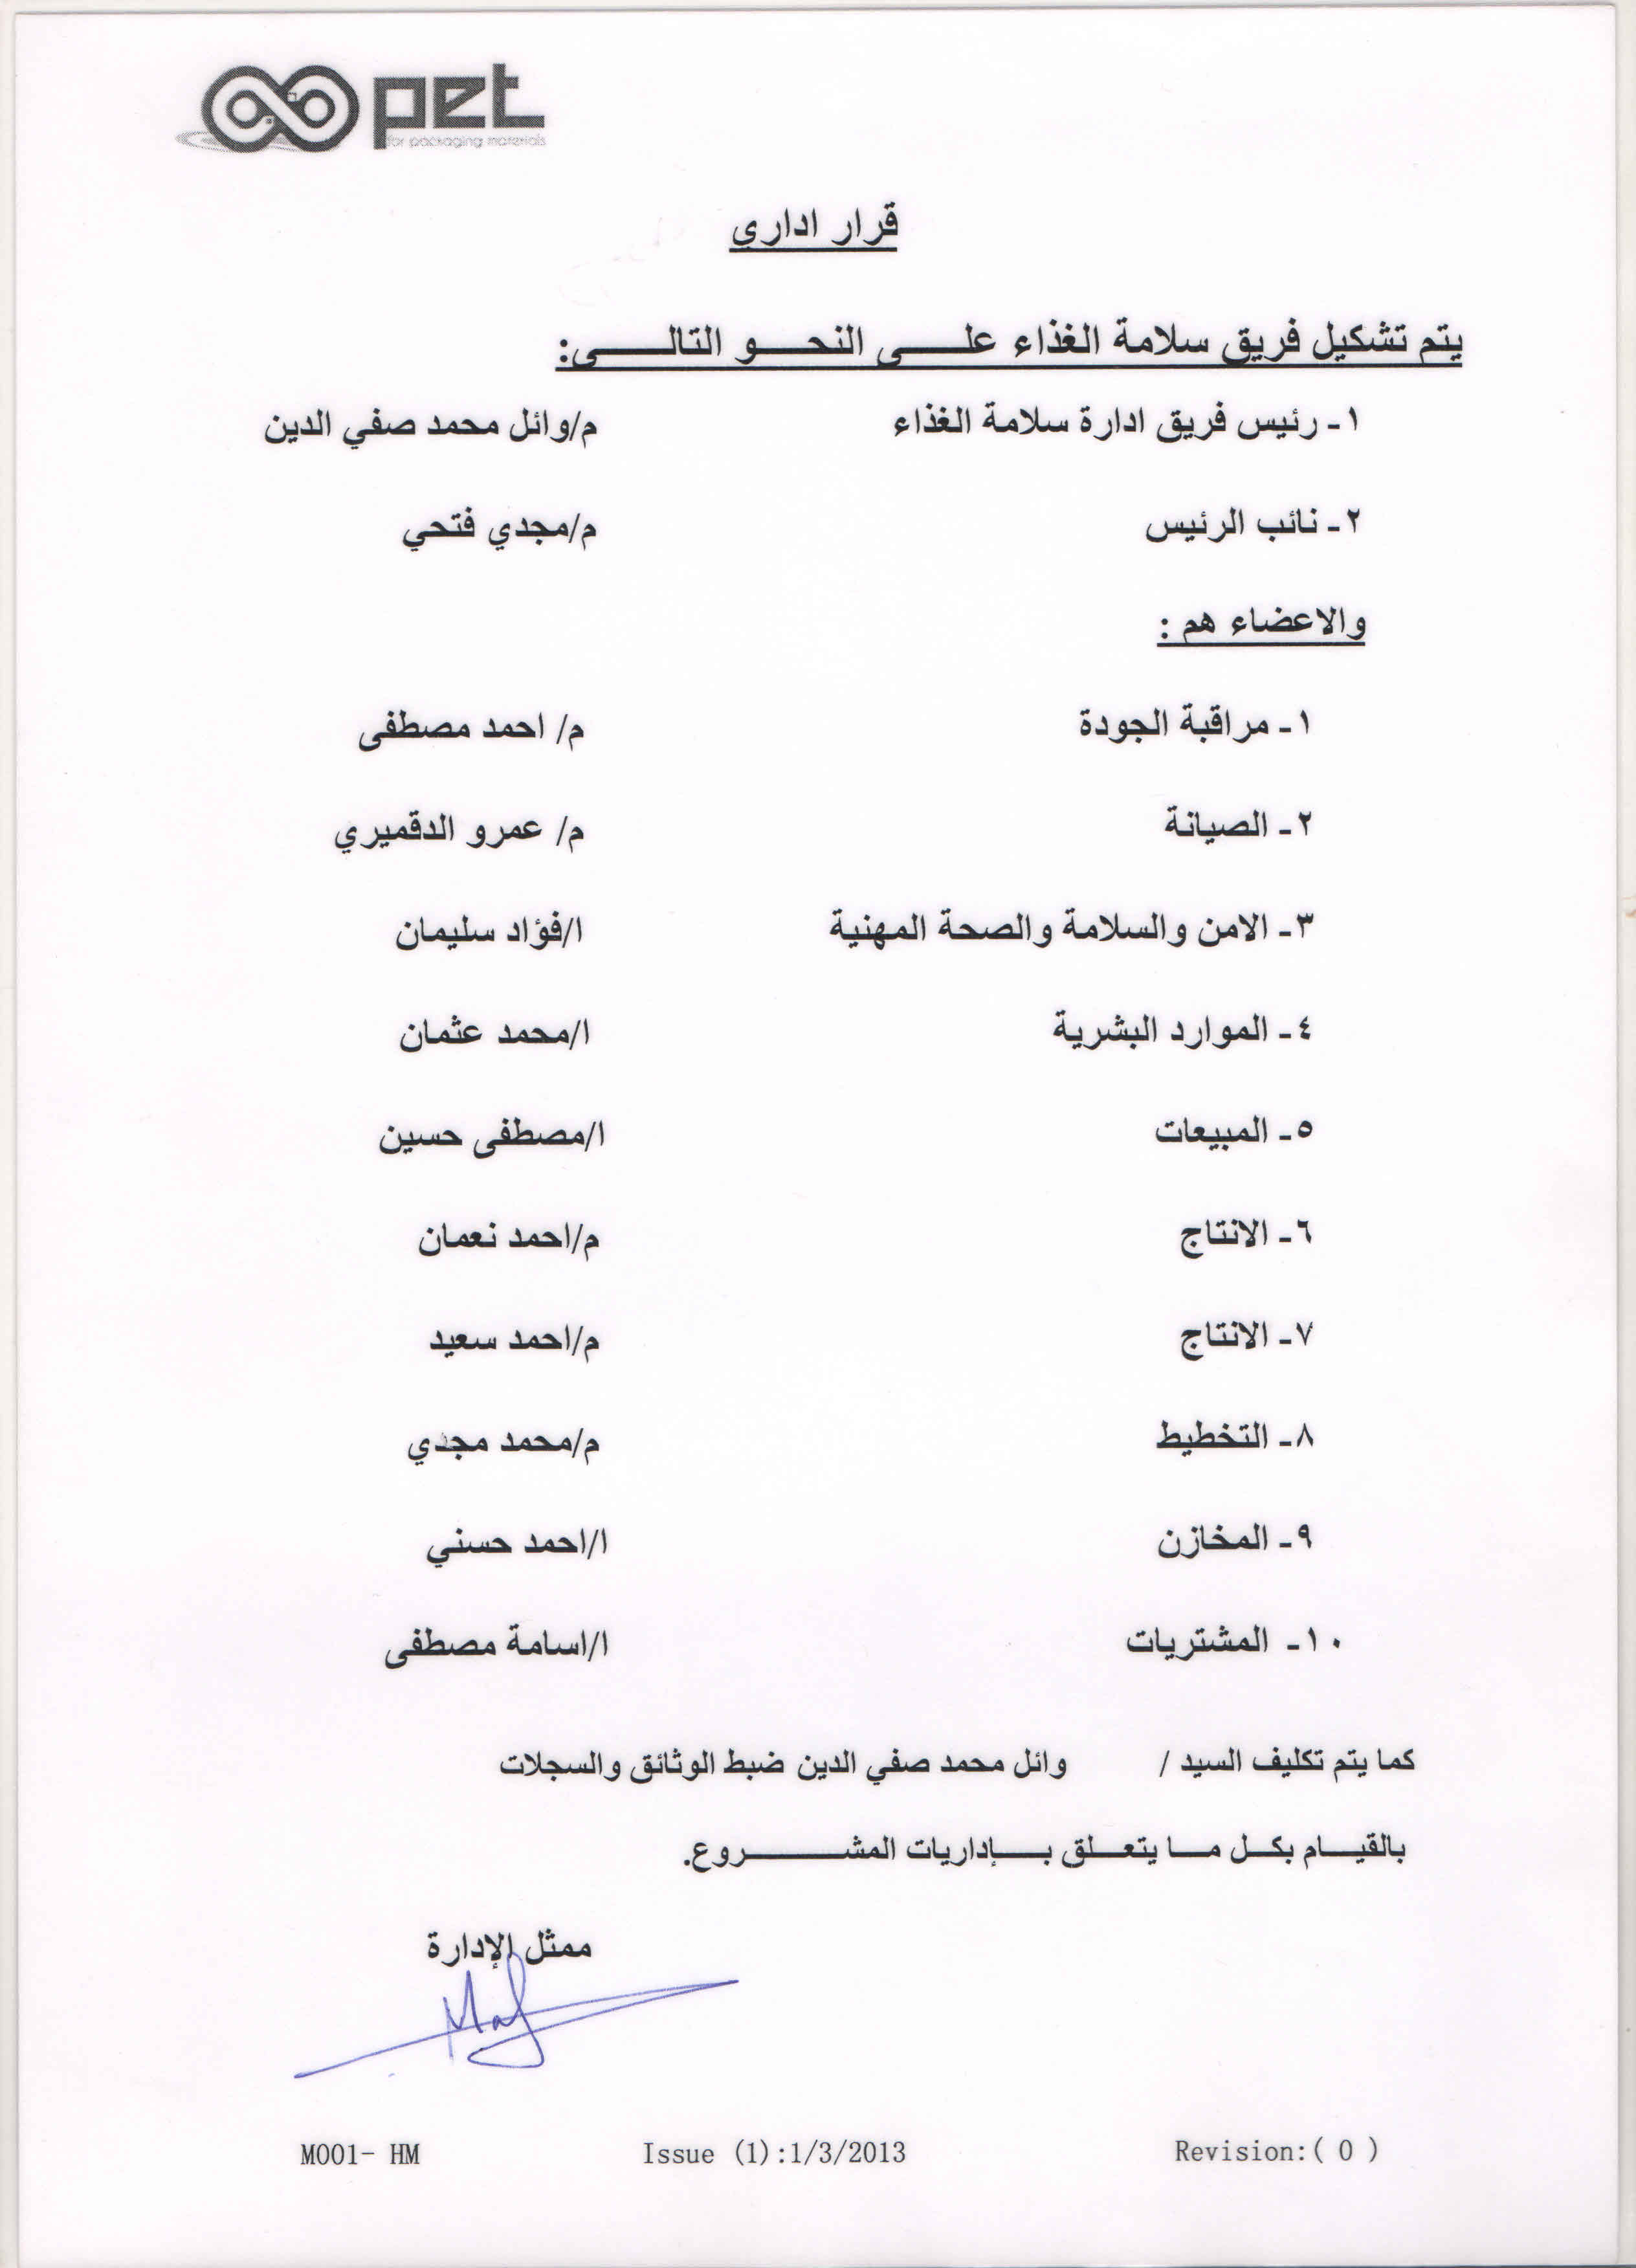 pet
for packaging materials
قرار اداري
يتم تشكيل فريق سلامة الغذاء علـــى النحـــو التالـــــى:
١- رئيس فريق ادارة سلامة الغذاء م/وائل محمد صفي الدين
٢- نائب الرئيس م/مجدي فتحي
والاعضاء هم :
١- مراقبة الجودة م/ احمد مصطفى
٢- الصيانة م/ عمرو الدقميري
٣- الامن والسلامة والصحة المهنية ا/فؤاد سليمان
٤- الموارد البشرية ا/محمد عثمان
٥- المبيعات ا/مصطفى حسين
٦- الانتاج م/احمد نعمان
٧- الانتاج م/احمد سعيد
٨- التخطيط م/محمد مجدي
٩- المخازن ا/احمد حسني
١٠- المشتريات ا/اسامة مصطفى
كما يتم تكليف السيد / وائل محمد صفي الدين ضبط الوثائق والسجلات
بالقيـــام بكــل مـــا يتعــلق بـــإداريات المشـــــــروع.
ممثل الإدارة
M001- HM Issue (1):1/3/2013 Revision:( 0 )